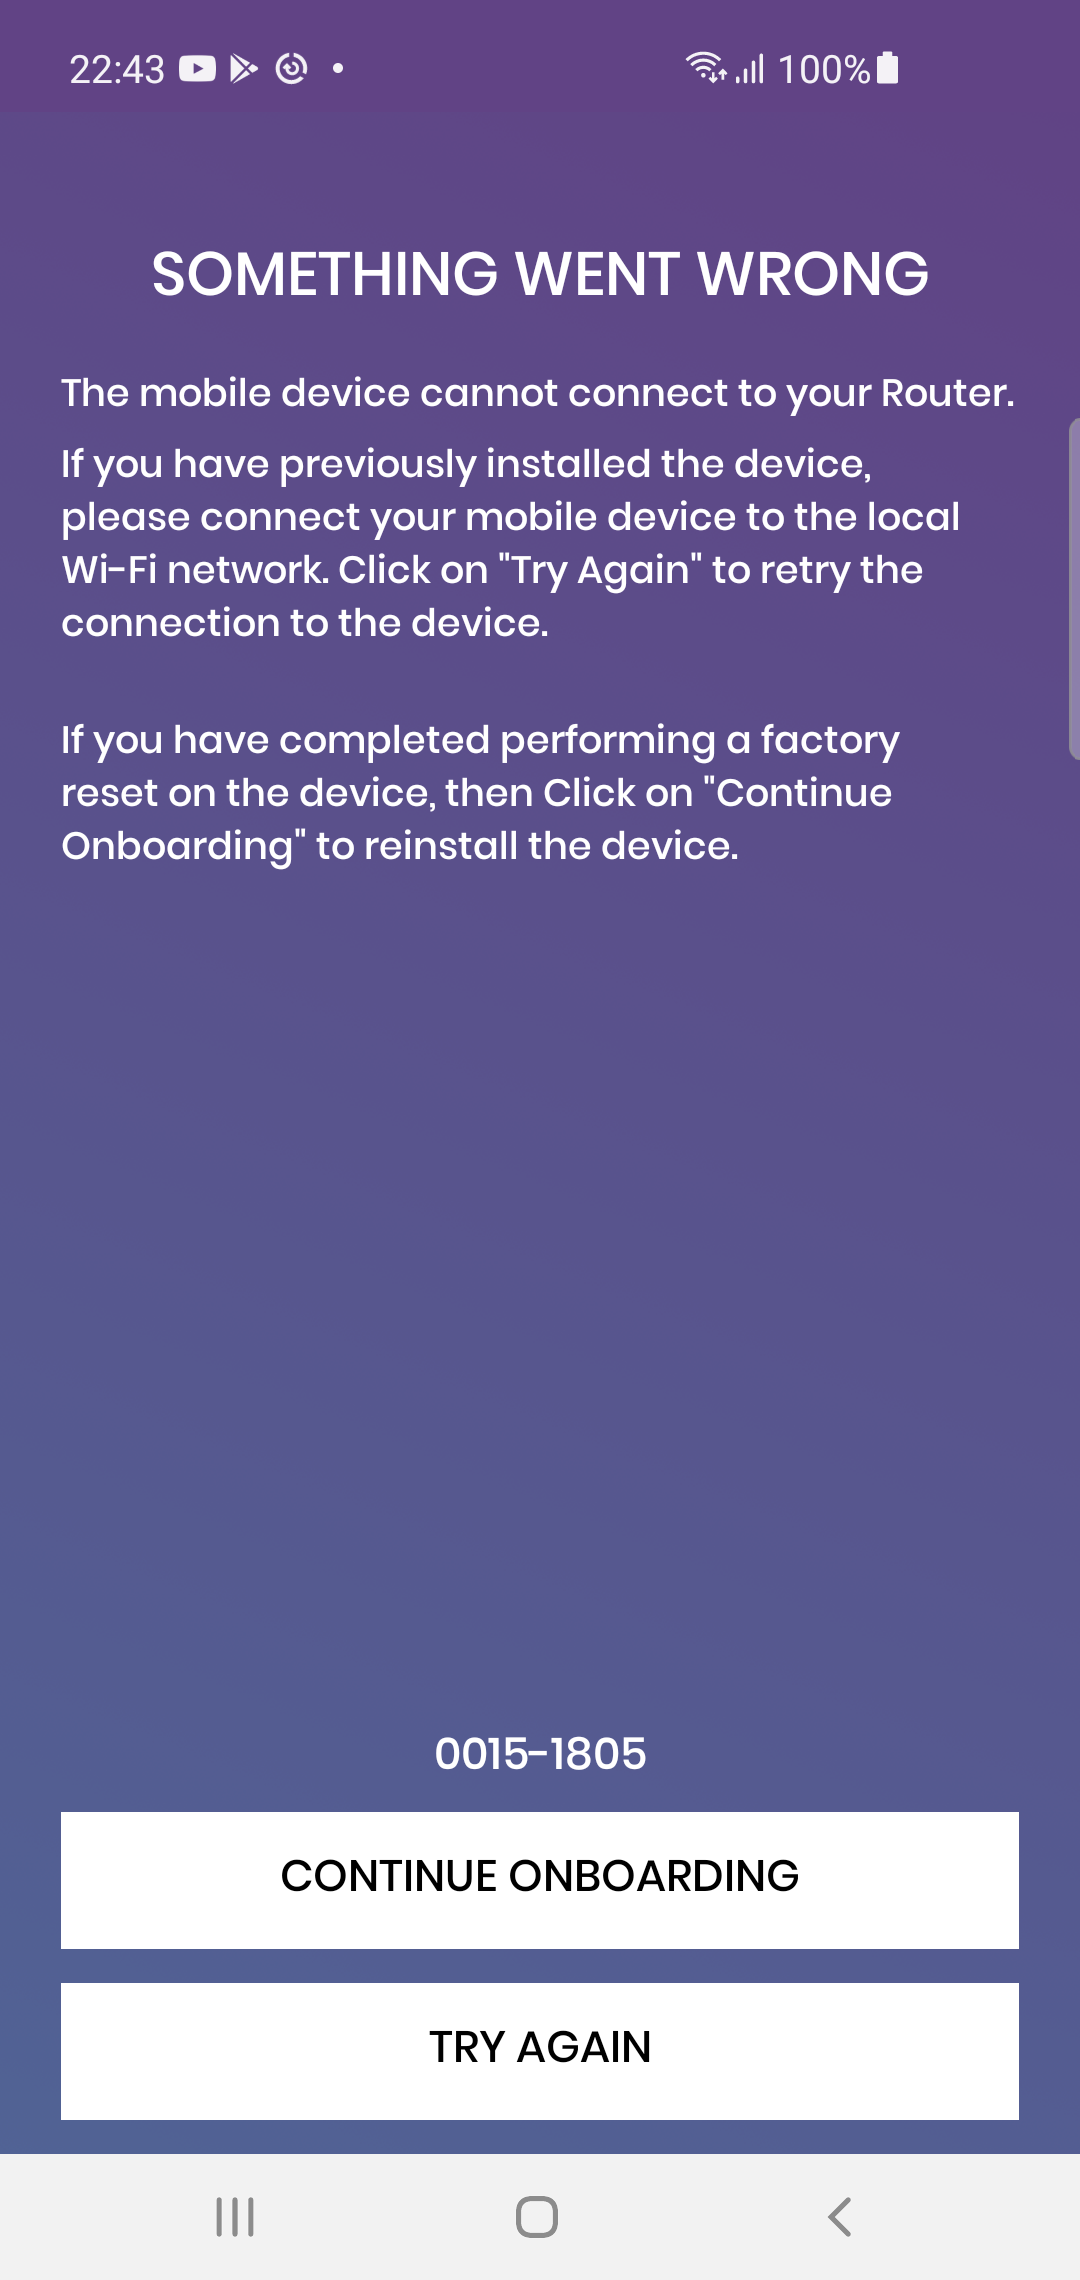 22:43 100%
SOMETHING WENT WRONG
The mobile device cannot connect to your Router.
If you have previously installed the device,
please connect your mobile device to the local
Wi-Fi network. Click on "Try Again" to retry the
connection to the device.
If you have completed performing a factory
reset on the device, then Click on "Continue
Onboarding" to reinstall the device.
0015-1805
CONTINUE ONBOARDING
TRY AGAIN